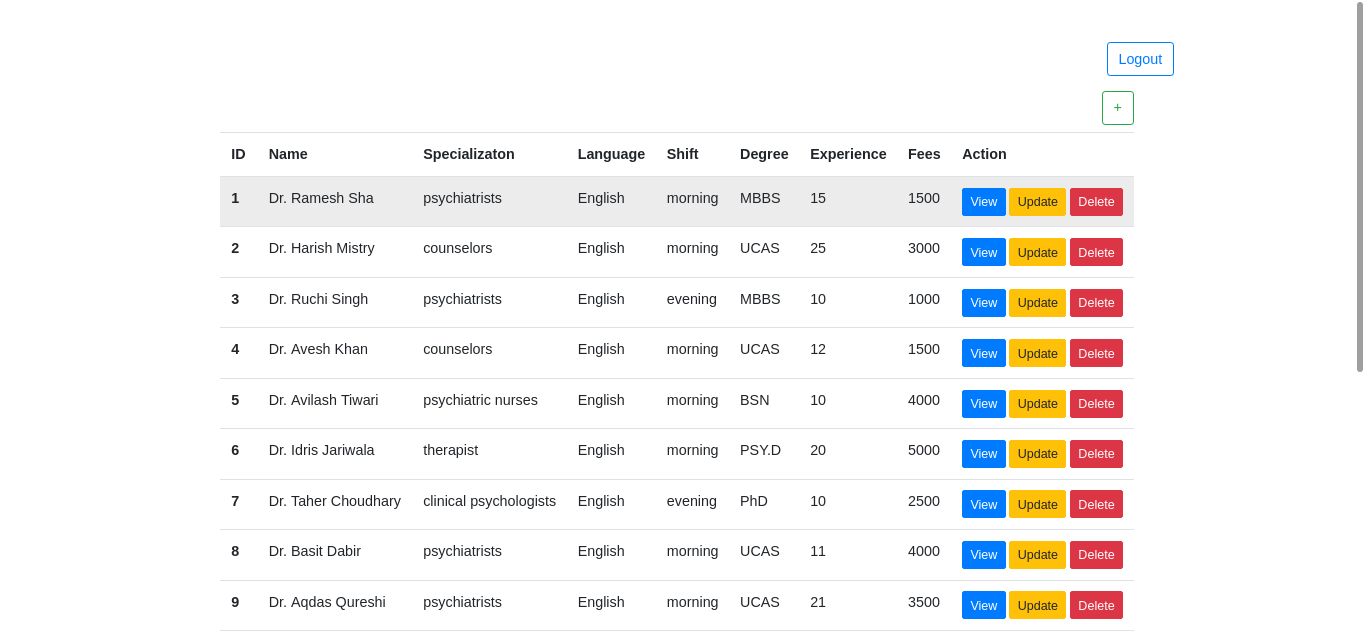 Logout
+
ID Name Specializaton Language Shift Degree Experience Fees Action
1 Dr. Ramesh Sha psychiatrists English morning MBBS 15 1500 View Update Delete
2 Dr. Harish Mistry counselors English morning UCAS 25 3000 View Update Delete
3 Dr. Ruchi Singh psychiatrists English evening MBBS 10 1000 View Update Delete
4 Dr. Avesh Khan counselors English morning UCAS 12 1500 View Update Delete
5 Dr. Avilash Tiwari psychiatric nurses English morning BSN 10 4000 View Update Delete
6 Dr. Idris Jariwala therapist English morning PSY.D 20 5000 View Update Delete
7 Dr. Taher Choudhary clinical psychologists English evening PhD 10 2500 View Update Delete
8 Dr. Basit Dabir psychiatrists English morning UCAS 11 4000 View Update Delete
9 Dr. Aqdas Qureshi psychiatrists English morning UCAS 21 3500 View Update Delete